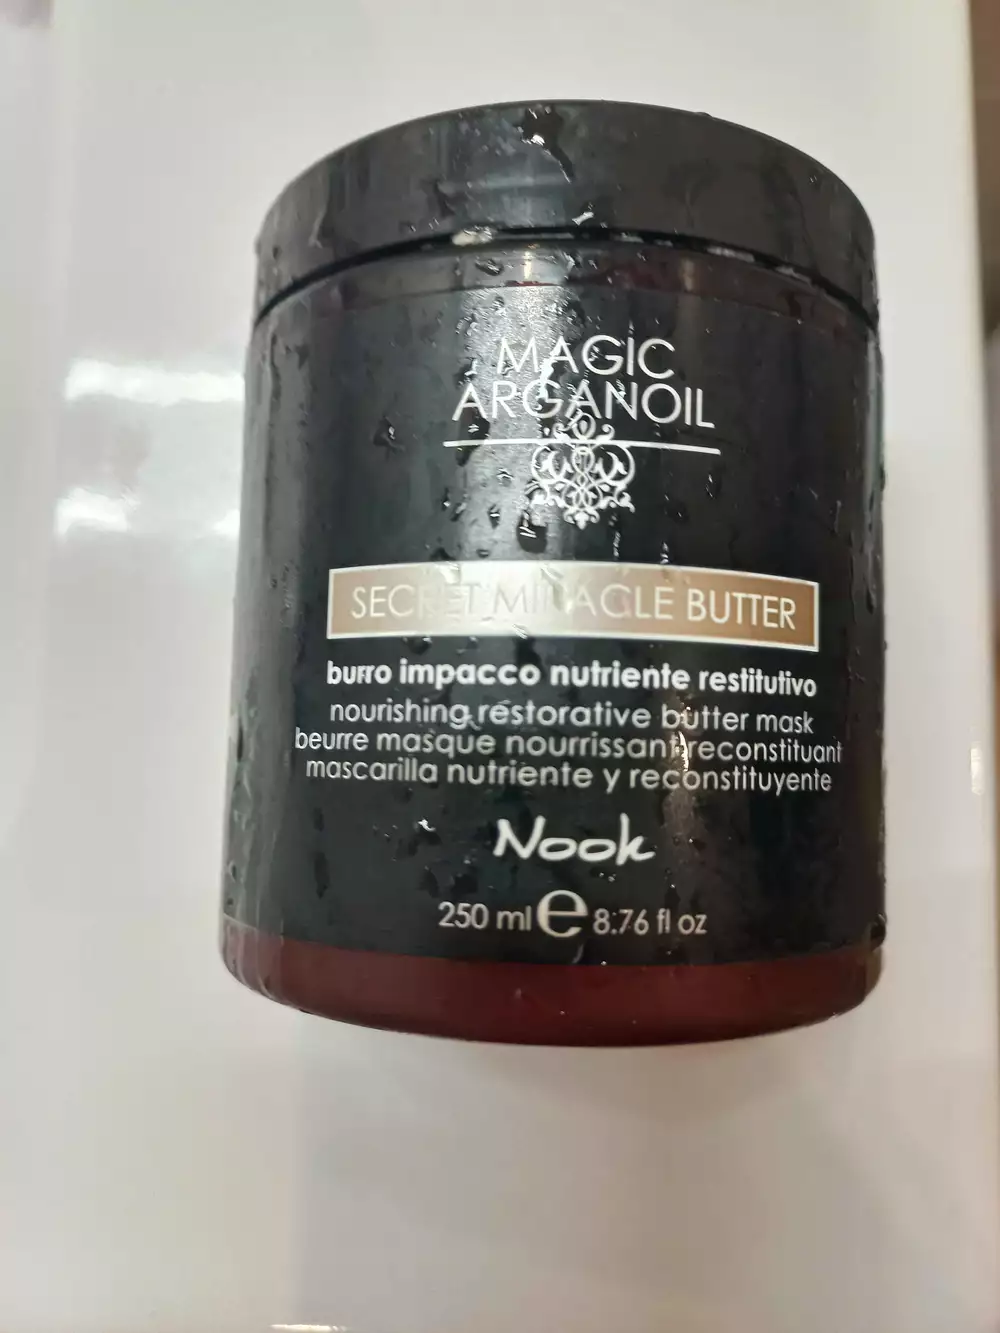 MAGIC
ARGANOIL
SECRET MIRACLE BUTTER
burro impacco nutriente restitutivo
nourishing restorative butter mask
beurre masque nourrissant reconstituant
mascarilla nutriente y reconstituyente
Nook
250 ml e 8.76 fl oz